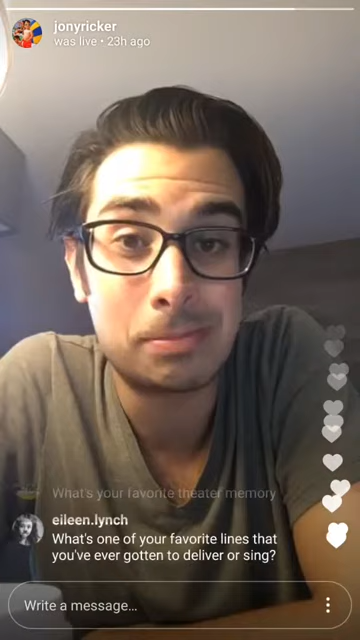 jonyricker
was live • 23h ago
What's your favorite theater memory
eileen.lynch
What's one of your favorite lines that
you've ever gotten to deliver or sing?
Write a message...